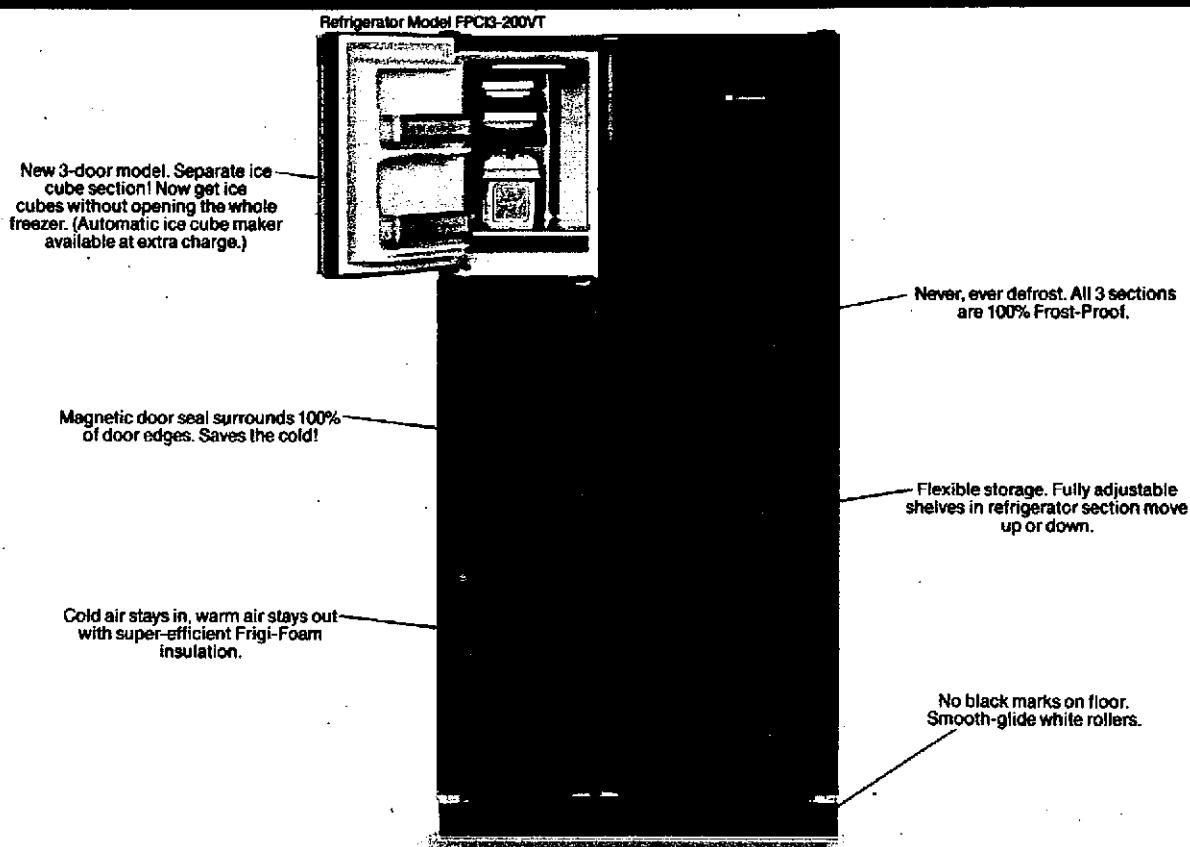 Refrigerator Model FPCI3-200VT
New 3-door model. Separate ice
cube section! Now get ice
cubes without opening the whole
freezer. (Automatic ice cube maker
available at extra charge.)
Never, ever defrost. All 3 sections
are 100% Frost-Proof.
Magnetic door seal surrounds 100%
of door edges. Saves the cold!
Flexible storage. Fully adjustable
shelves in refrigerator section move
up or down.
Cold air stays in, warm air stays out
with super-efficient Frigi-Foam
insulation.
No black marks on floor.
Smooth-glide white rollers.